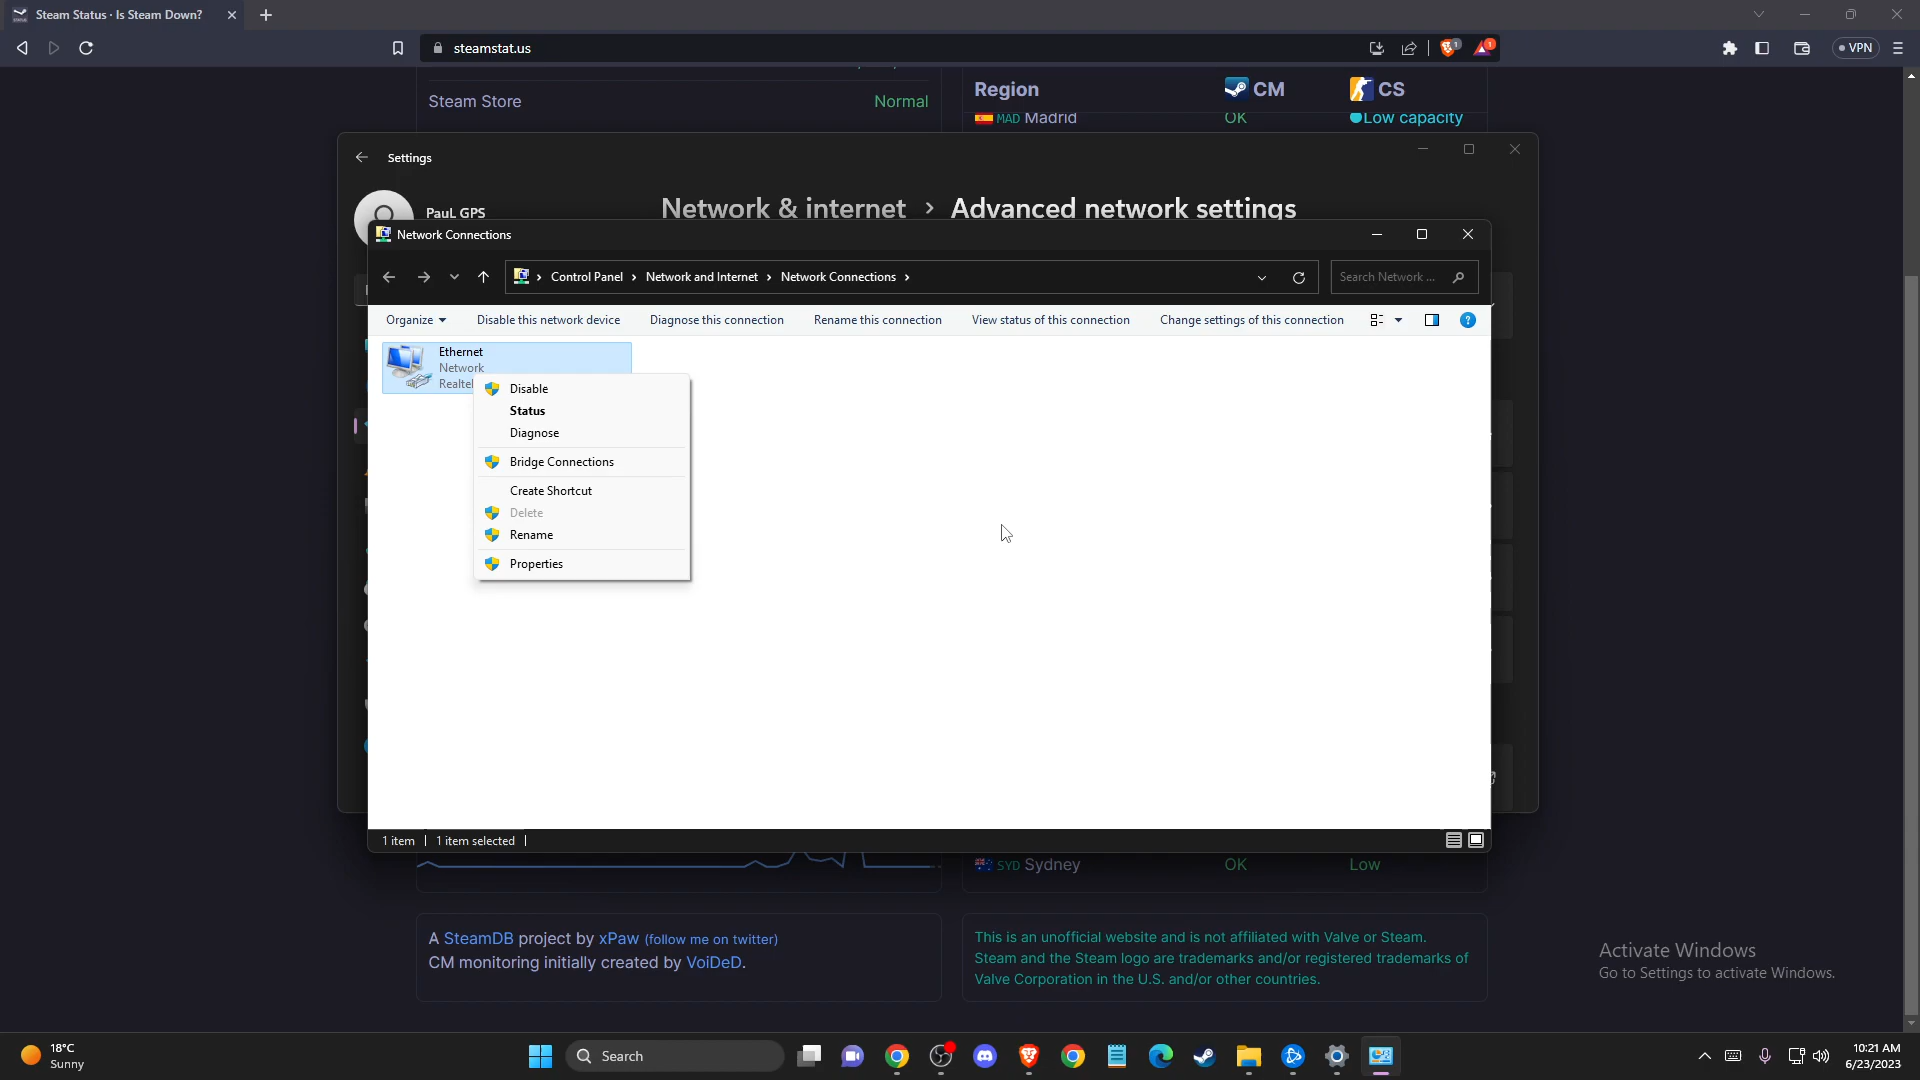 Steam Status · Is Steam Down?
steamstat.us
VPN
Steam Store Normal
Region CM CS
MAD Madrid OK Low capacity
Settings
PauL GPS
Network & internet › Advanced network settings
Network Connections
Control Panel › Network and Internet › Network Connections ›
Search Network ...
Organize
Disable this network device
Diagnose this connection
Rename this connection
View status of this connection
Change settings of this connection
Ethernet
Network
Disable
Status
Diagnose
Bridge Connections
Create Shortcut
Delete
Rename
Properties
1 item
1 item selected
SYD Sydney OK Low
A SteamDB project by xPaw (follow me on twitter)
CM monitoring initially created by VoiDeD.
This is an unofficial website and is not affiliated with Valve or Steam.
Steam and the Steam logo are trademarks and/or registered trademarks of
Valve Corporation in the U.S. and/or other countries.
Activate Windows
Go to Settings to activate Windows.
18°C
Sunny
Search
10:21 AM
6/23/2023